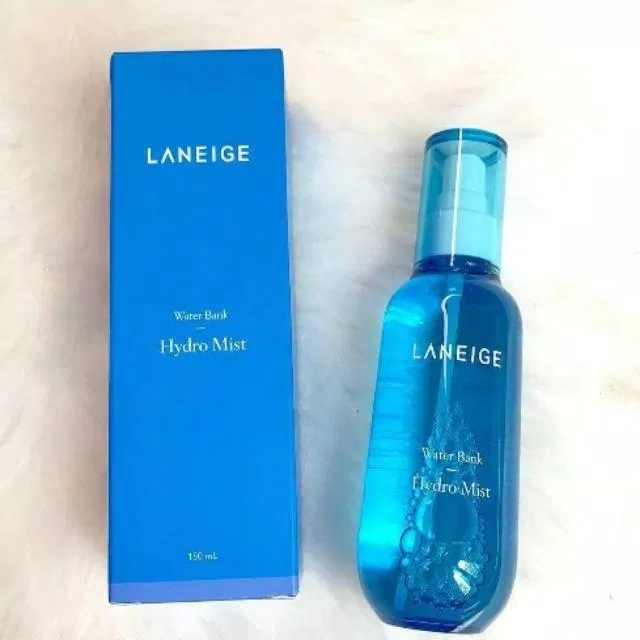 LANEIGE
Water Bank
Hydro Mist
150 mL
LANEIGE
Water Bank
Hydro Mist